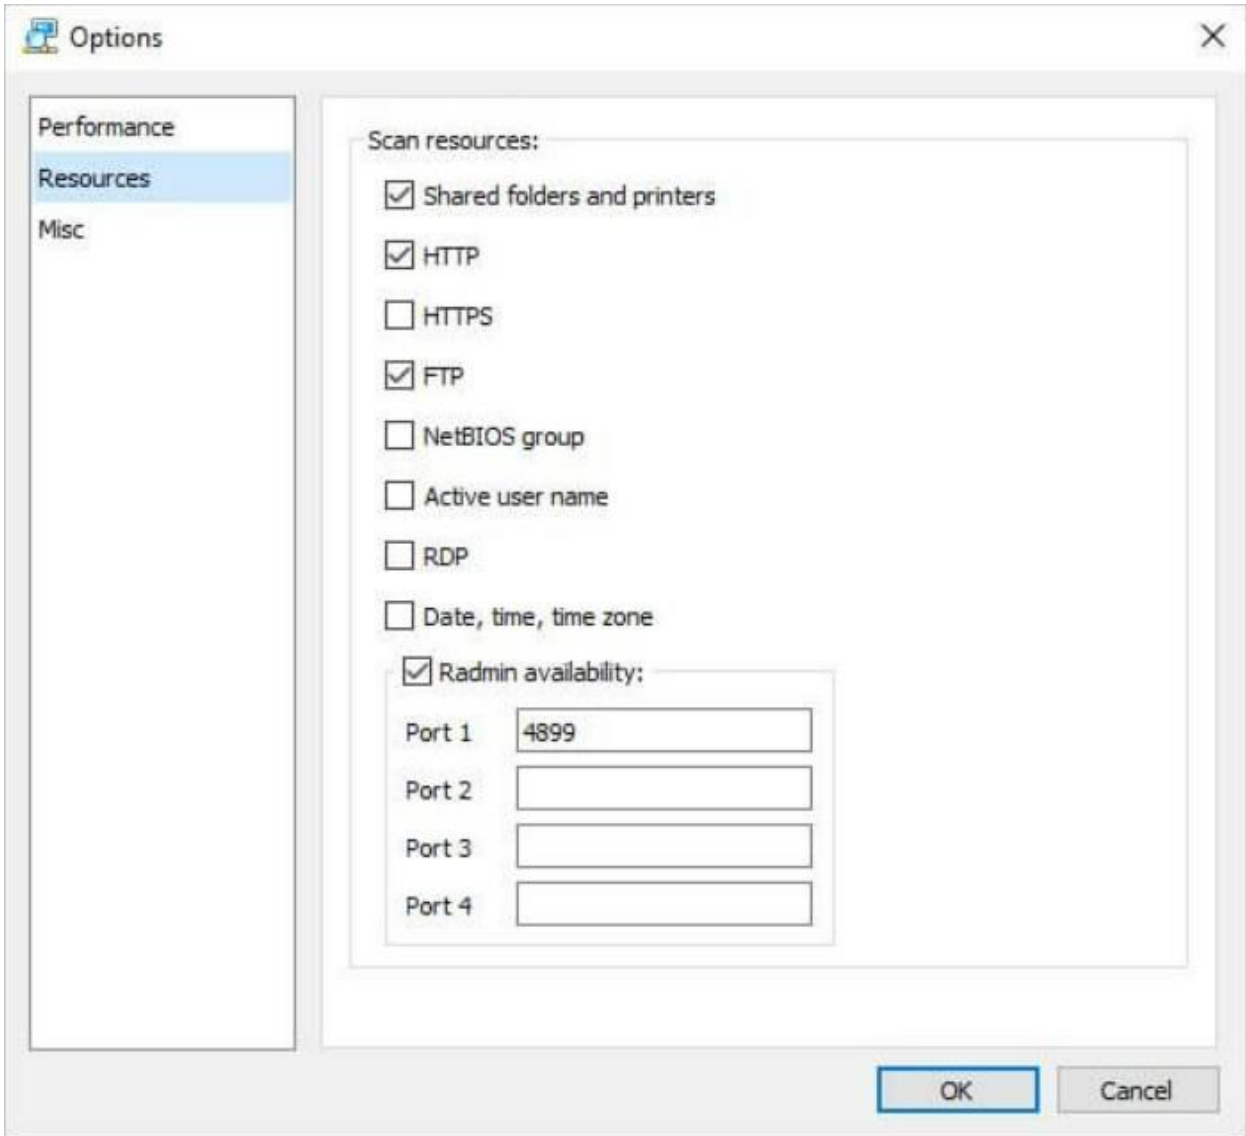 Options
Performance
Resources
Misc
Scan resources:
Shared folders and printers
HTTP
HTTPS
FTP
NetBIOS group
Active user name
RDP
Date, time, time zone
Radmin availability:
Port 1 4899
Port 2
Port 3
Port 4
OK Cancel